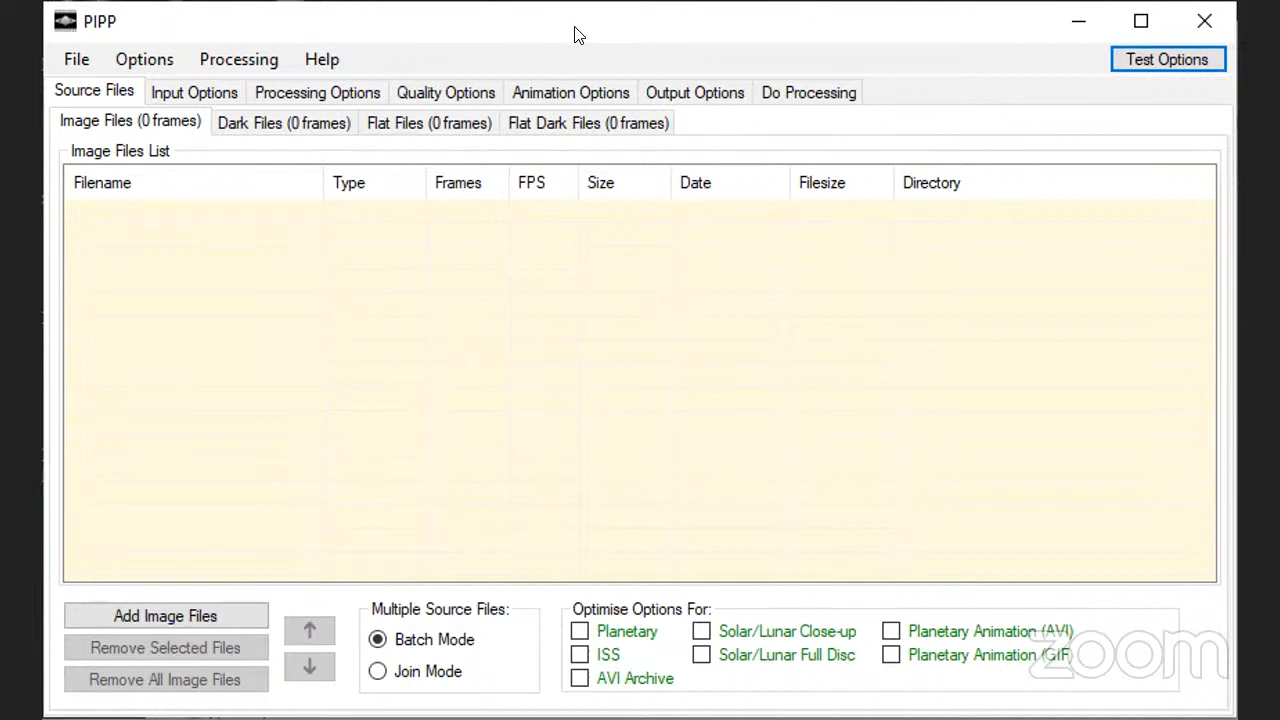 PIPP
File Options Processing Help Test Options
Source Files Input Options Processing Options Quality Options Animation Options Output Options Do Processing
Image Files (0 frames) Dark Files (0 frames) Flat Files (0 frames) Flat Dark Files (0 frames)
Image Files List
Filename Type Frames FPS Size Date Filesize Directory
Add Image Files
Remove Selected Files
Remove All Image Files
Multiple Source Files:
Batch Mode
Join Mode
Optimise Options For:
Planetary Solar/Lunar Close-up Planetary Animation (AVI)
ISS Solar/Lunar Full Disc Planetary Animation (GIF)
AVI Archive
zoom